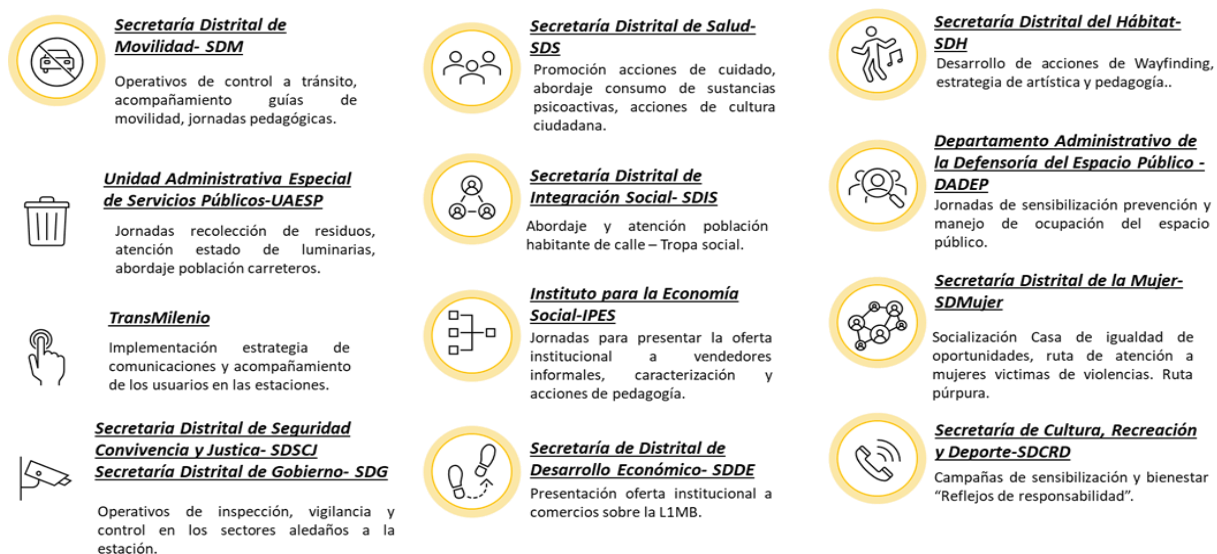 Secretaría Distrital de
Movilidad- SDM
Operativos de control a tránsito,
acompañamiento guías de
movilidad, jornadas pedagógicas.
Unidad Administrativa Especial
de Servicios Públicos-UAESP
Jornadas recolección de residuos,
atención estado de luminarias,
abordaje población carreteros.
TransMilenio
Implementación estrategia de
comunicaciones y acompañamiento
de los usuarios en las estaciones.
Secretaria Distrital de Seguridad
Convivencia y Justica- SDSCJ
Secretaría Distrital de Gobierno- SDG
Operativos de inspección, vigilancia y
control en los sectores aledaños a la
estación.
Secretaría Distrital de Salud-
SDS
Promoción acciones de cuidado,
abordaje consumo de sustancias
psicoactivas, acciones de cultura
ciudadana.
Secretaría Distrital de
Integración Social- SDIS
Abordaje y atención población
habitante de calle – Tropa social.
Instituto para la Economía
Social-IPES
Jornadas para presentar la oferta
institucional a vendedores
informales, caracterización y
acciones de pedagogía.
Secretaría de Distrital de
Desarrollo Económico- SDDE
Presentación oferta institucional a
comercios sobre la L1MB.
Secretaría Distrital del Hábitat-
SDH
Desarrollo de acciones de Wayfinding,
estrategia de artística y pedagogía..
Departamento Administrativo de
la Defensoría del Espacio Público -
DADEP
Jornadas de sensibilización prevención y
manejo de ocupación del espacio
público.
Secretaría Distrital de la Mujer-
SDMujer
Socialización Casa de igualdad de
oportunidades, ruta de atención a
mujeres victimas de violencias. Ruta
púrpura.
Secretaría de Cultura, Recreación
y Deporte-SDCRD
Campañas de sensibilización y bienestar
“Reflejos de responsabilidad”.